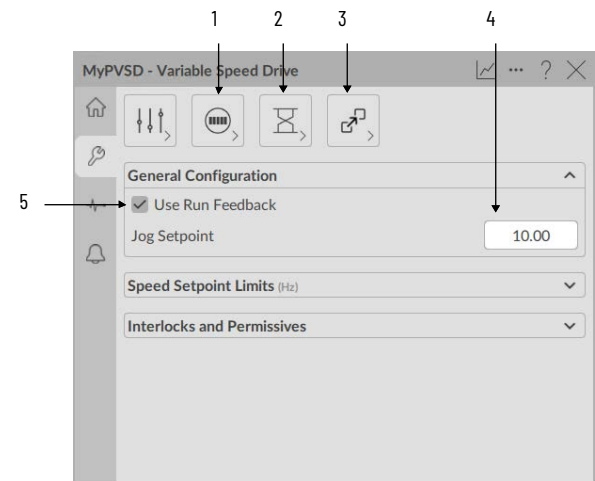 1 2 3 4
MyPVSD - Variable Speed Drive ... ?
General Configuration
5
Use Run Feedback
Jog Setpoint 10.00
Speed Setpoint Limits (Hz)
Interlocks and Permissives